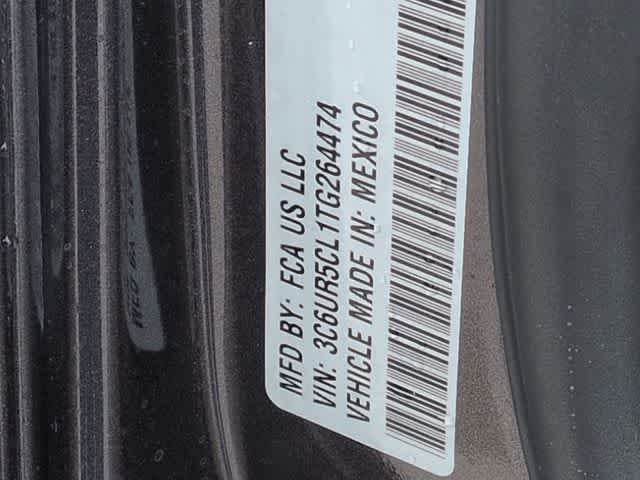 MFD BY: FCA US LLC
VIN: 3C6UR5CL1TG264474
VEHICLE MADE IN: MEXICO